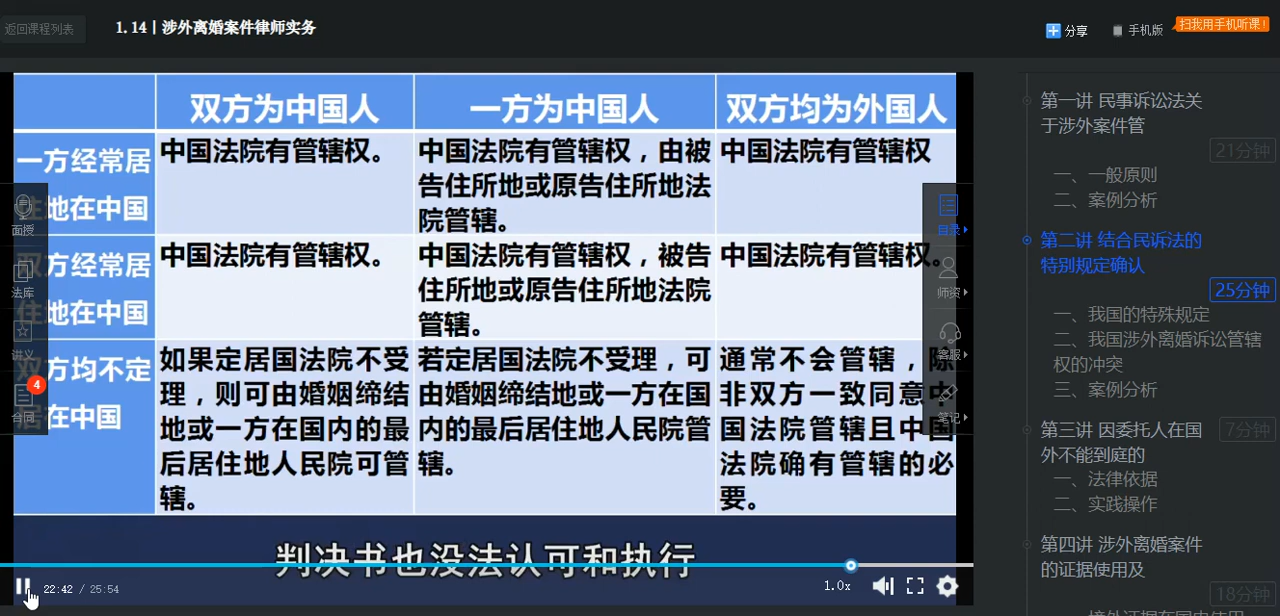 返回课程列表
1.14丨涉外离婚案件律师实务
分享
手机版
扫我用手机听课!
双方为中国人
一方为中国人
双方均为外国人
一方经常居
住地在中国
中国法院有管辖权。
中国法院有管辖权，由被
告住所地或原告住所地法
院管辖。
中国法院有管辖权
双方经常居
住地在中国
中国法院有管辖权。
中国法院有管辖权，被告
住所地或原告住所地法院
管辖。
中国法院有管辖权。
双方均不定
居在中国
如果定居国法院不受
理，则可由婚姻缔结
地或一方在国内的最
后居住地人民院可管
辖。
若定居国法院不受理，可
由婚姻缔结地或一方在国
内的最后居住地人民院管
辖。
通常不会管辖，除
非双方一致同意中
国法院管辖且中国
法院确有管辖的必
要。
面授
法库
讲义
4
合同
目录
师资
客服
笔记
判决书也没法认可和执行
22:42 / 25:54
1.0x
第一讲 民事诉讼法关
于涉外案件管
21分钟
一、一般原则
二、案例分析
第二讲 结合民诉法的
特别规定确认
25分钟
一、我国的特殊规定
二、我国涉外离婚诉讼管辖
权的冲突
三、案例分析
第三讲 因委托人在国
外不能到庭的
7分钟
一、法律依据
二、实践操作
第四讲 涉外离婚案件
的证据使用及
18分钟